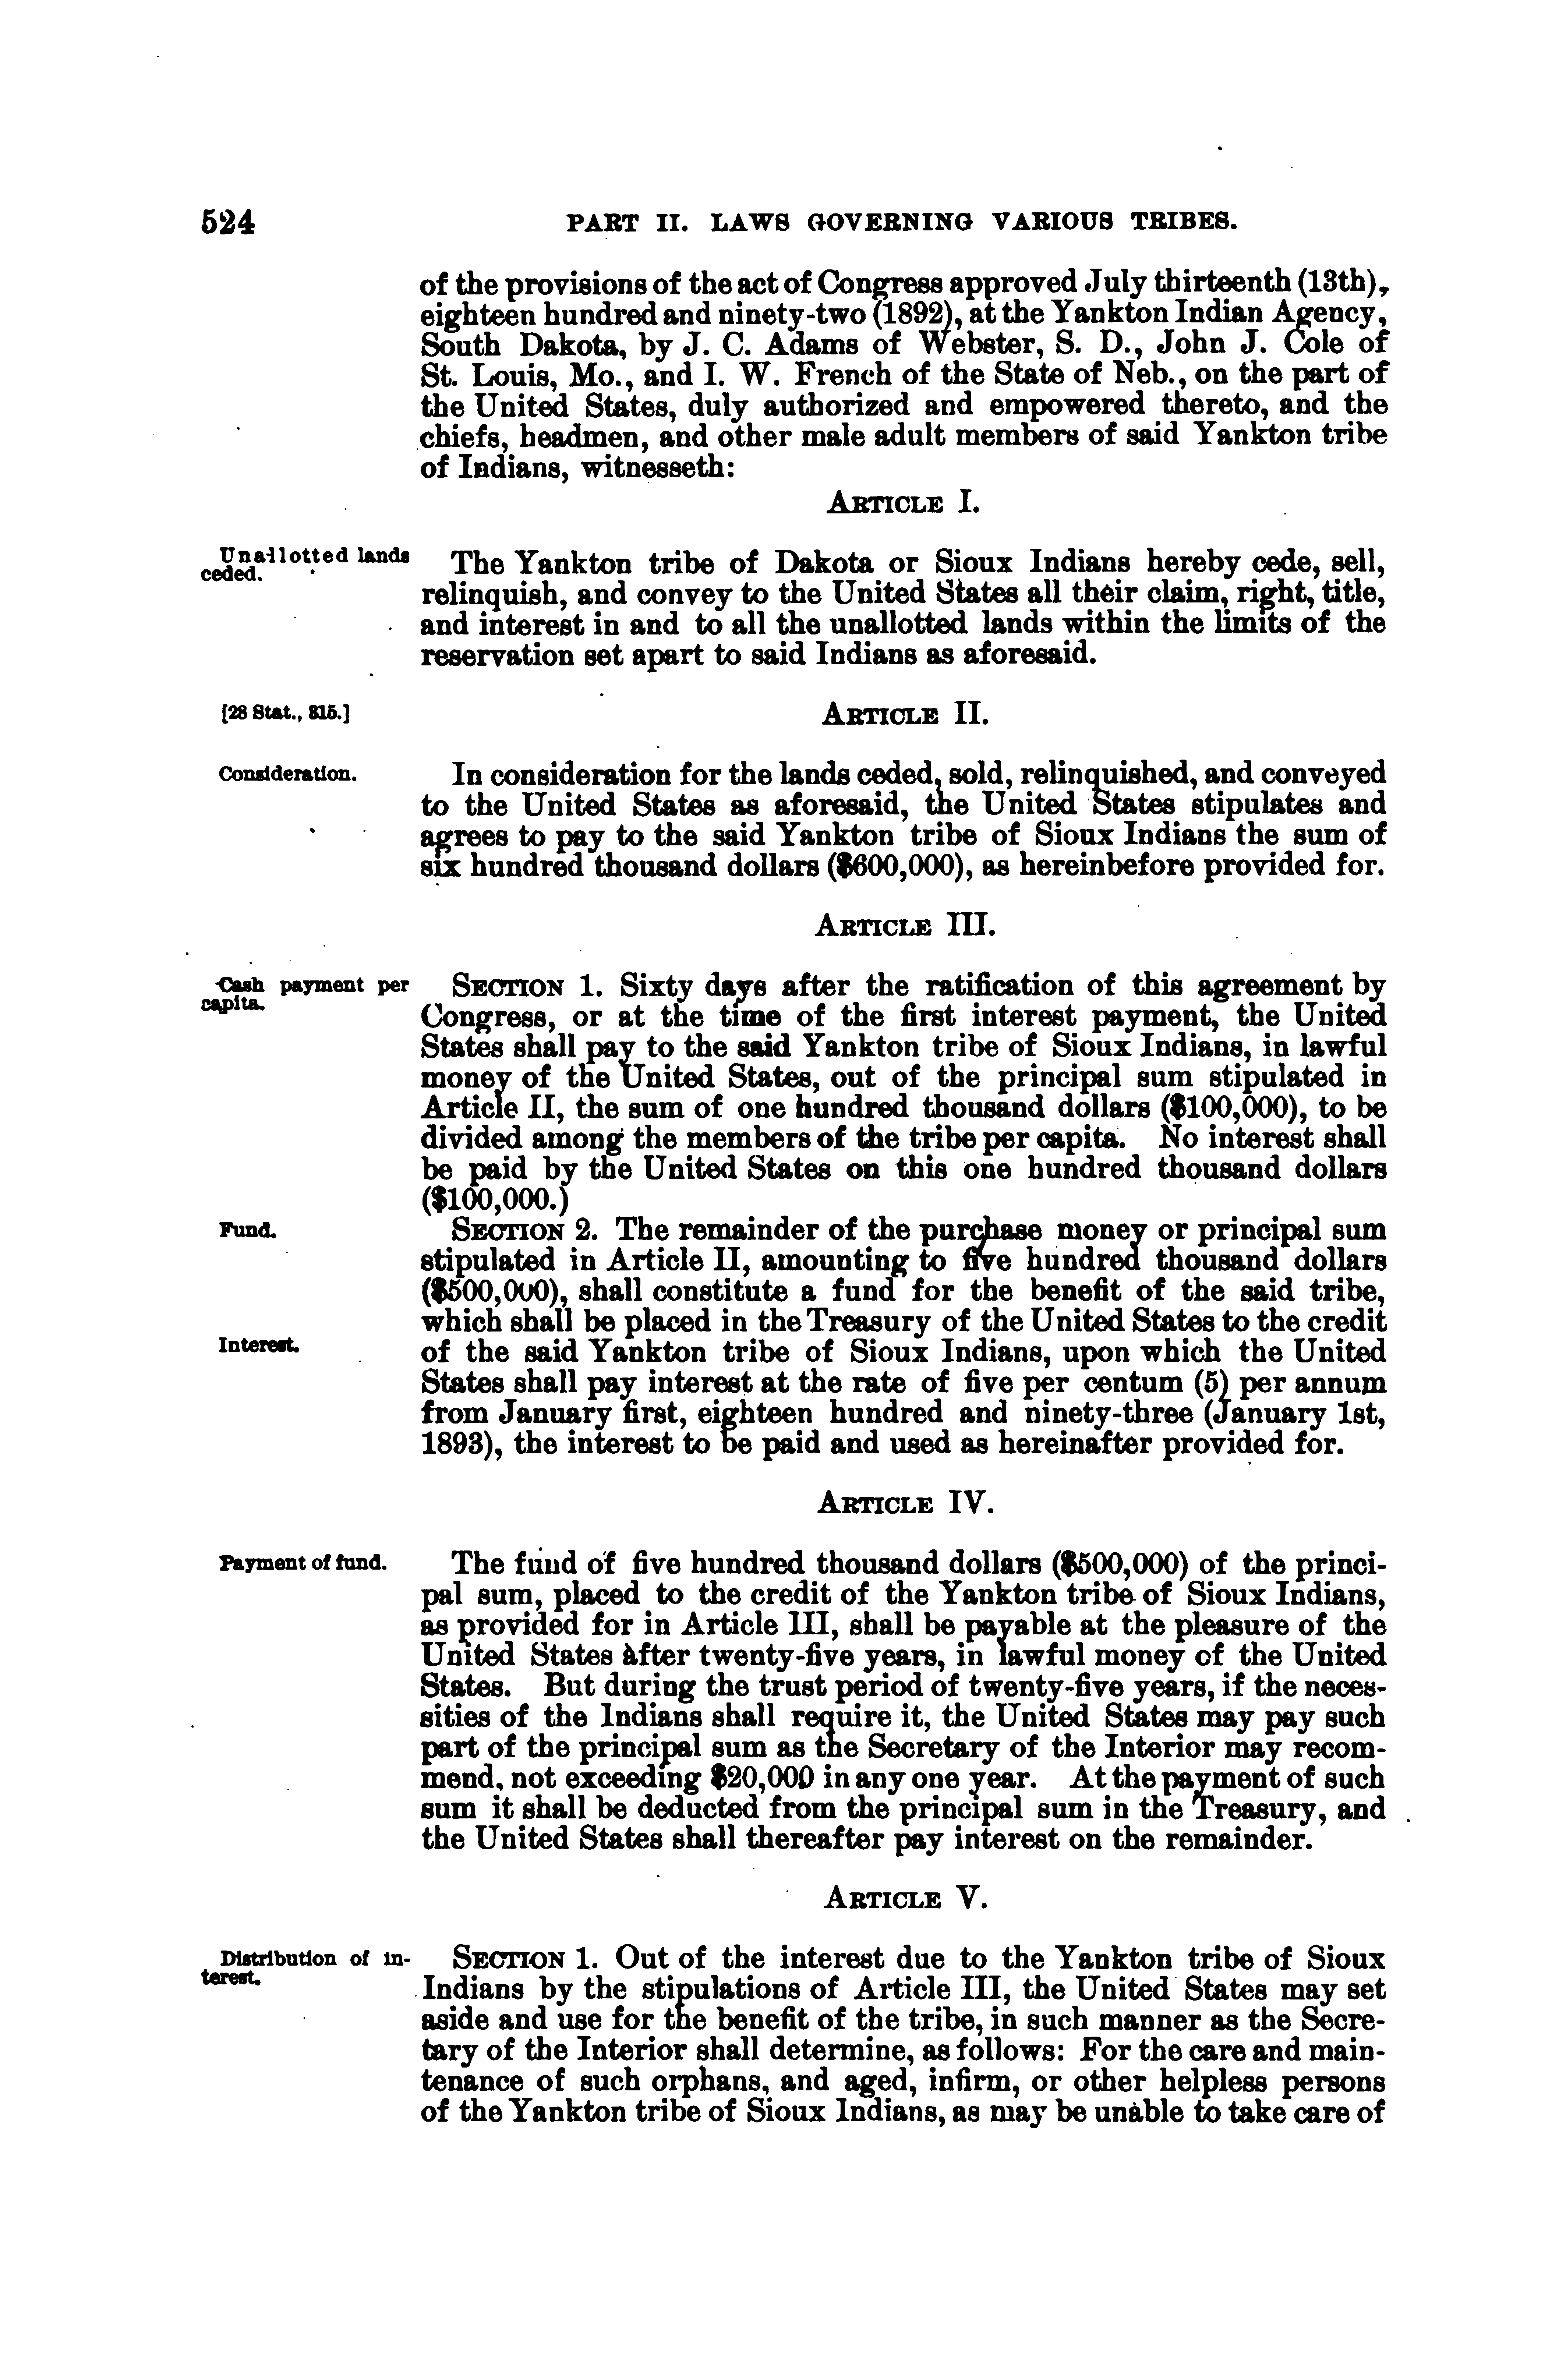 524 PART II. LAWS GOVERNING VARIOUS TRIBES.
of the provisions of the act of Congress approved July thirteenth (13th),
eighteen hundred and ninety-two (1892), at the Yankton Indian Agency,
South Dakota, by J. C. Adams of Webster, S. D., John J. Cole of
St. Louis, Mo., and I. W. French of the State of Neb., on the part of
the United States, duly authorized and empowered thereto, and the
chiefs, headmen, and other male adult members of said Yankton tribe
of Indians, witnesseth:
ARTICLE I.
Unallotted lands
ceded.
The Yankton tribe of Dakota or Sioux Indians hereby cede, sell,
relinquish, and convey to the United States all their claim, right, title,
and interest in and to all the unallotted lands within the limits of the
reservation set apart to said Indians as aforesaid.
[28 Stat., 315.]
ARTICLE II.
Consideration.
In consideration for the lands ceded, sold, relinquished, and conveyed
to the United States as aforesaid, the United States stipulates and
agrees to pay to the said Yankton tribe of Sioux Indians the sum of
six hundred thousand dollars ($600,000), as hereinbefore provided for.
ARTICLE III.
Cash payment per
capita.
SECTION 1. Sixty days after the ratification of this agreement by
Congress, or at the time of the first interest payment, the United
States shall pay to the said Yankton tribe of Sioux Indians, in lawful
money of the United States, out of the principal sum stipulated in
Article II, the sum of one hundred thousand dollars ($100,000), to be
divided among the members of the tribe per capita. No interest shall
be paid by the United States on this one hundred thousand dollars
($100,000.)
Fund.
SECTION 2. The remainder of the purchase money or principal sum
stipulated in Article II, amounting to five hundred thousand dollars
($500,000), shall constitute a fund for the benefit of the said tribe,
which shall be placed in the Treasury of the United States to the credit
Interest.
of the said Yankton tribe of Sioux Indians, upon which the United
States shall pay interest at the rate of five per centum (5) per annum
from January first, eighteen hundred and ninety-three (January 1st,
1893), the interest to be paid and used as hereinafter provided for.
ARTICLE IV.
Payment of fund.
The fund of five hundred thousand dollars ($500,000) of the princi-
pal sum, placed to the credit of the Yankton tribe of Sioux Indians,
as provided for in Article III, shall be payable at the pleasure of the
United States after twenty-five years, in lawful money of the United
States. But during the trust period of twenty-five years, if the neces-
sities of the Indians shall require it, the United States may pay such
part of the principal sum as the Secretary of the Interior may recom-
mend, not exceeding $20,000 in any one year. At the payment of such
sum it shall be deducted from the principal sum in the Treasury, and
the United States shall thereafter pay interest on the remainder.
ARTICLE V.
Distribution of in-
terest.
SECTION 1. Out of the interest due to the Yankton tribe of Sioux
Indians by the stipulations of Article III, the United States may set
aside and use for the benefit of the tribe, in such manner as the Secre-
tary of the Interior shall determine, as follows: For the care and main-
tenance of such orphans, and aged, infirm, or other helpless persons
of the Yankton tribe of Sioux Indians, as may be unable to take care of